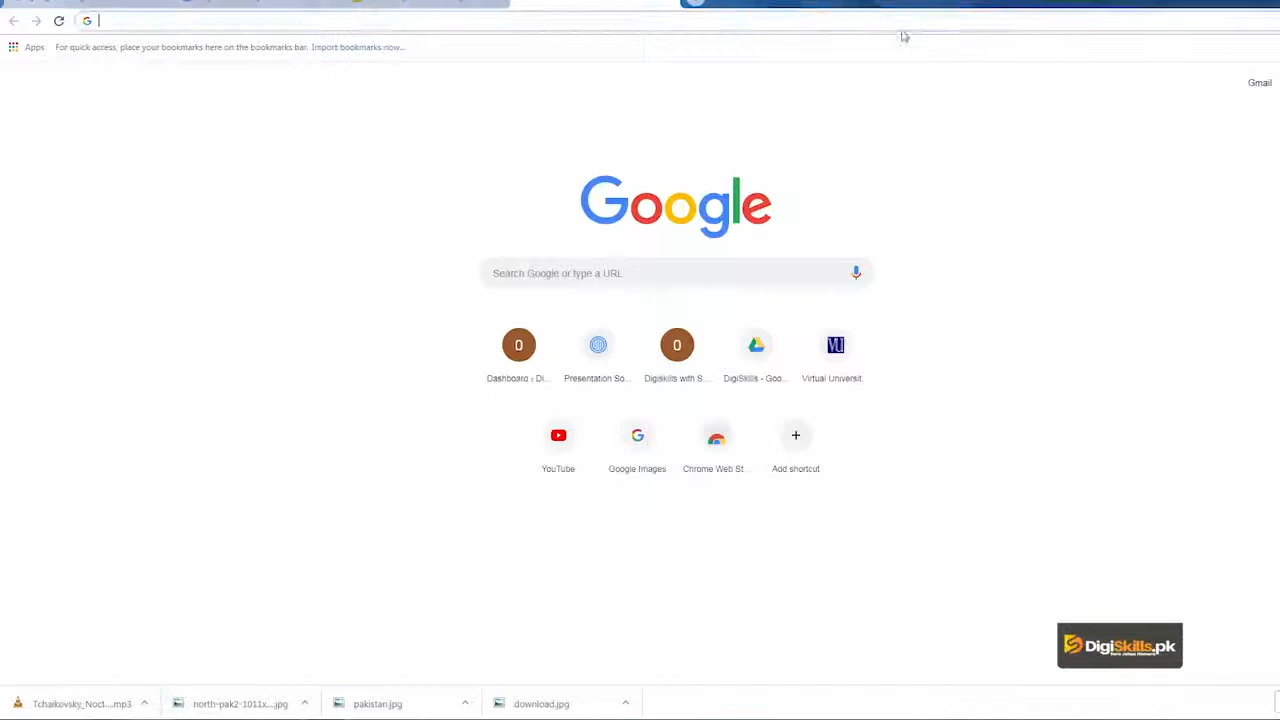 Apps For quick access, place your bookmarks here on the bookmarks bar. Import bookmarks now...
Gmail
Google
Search Google or type a URL
0 0 VU
Dashboard : Di... Presentation So... Digiskills with S... DigiSkills - Goo... Virtual Universit...
YouTube Google Images Chrome Web St... Add shortcut
DigiSkills.pk
Tchaikovsky_Noct....mp3 north-pak2-1011x....jpg pakistan.jpg download.jpg